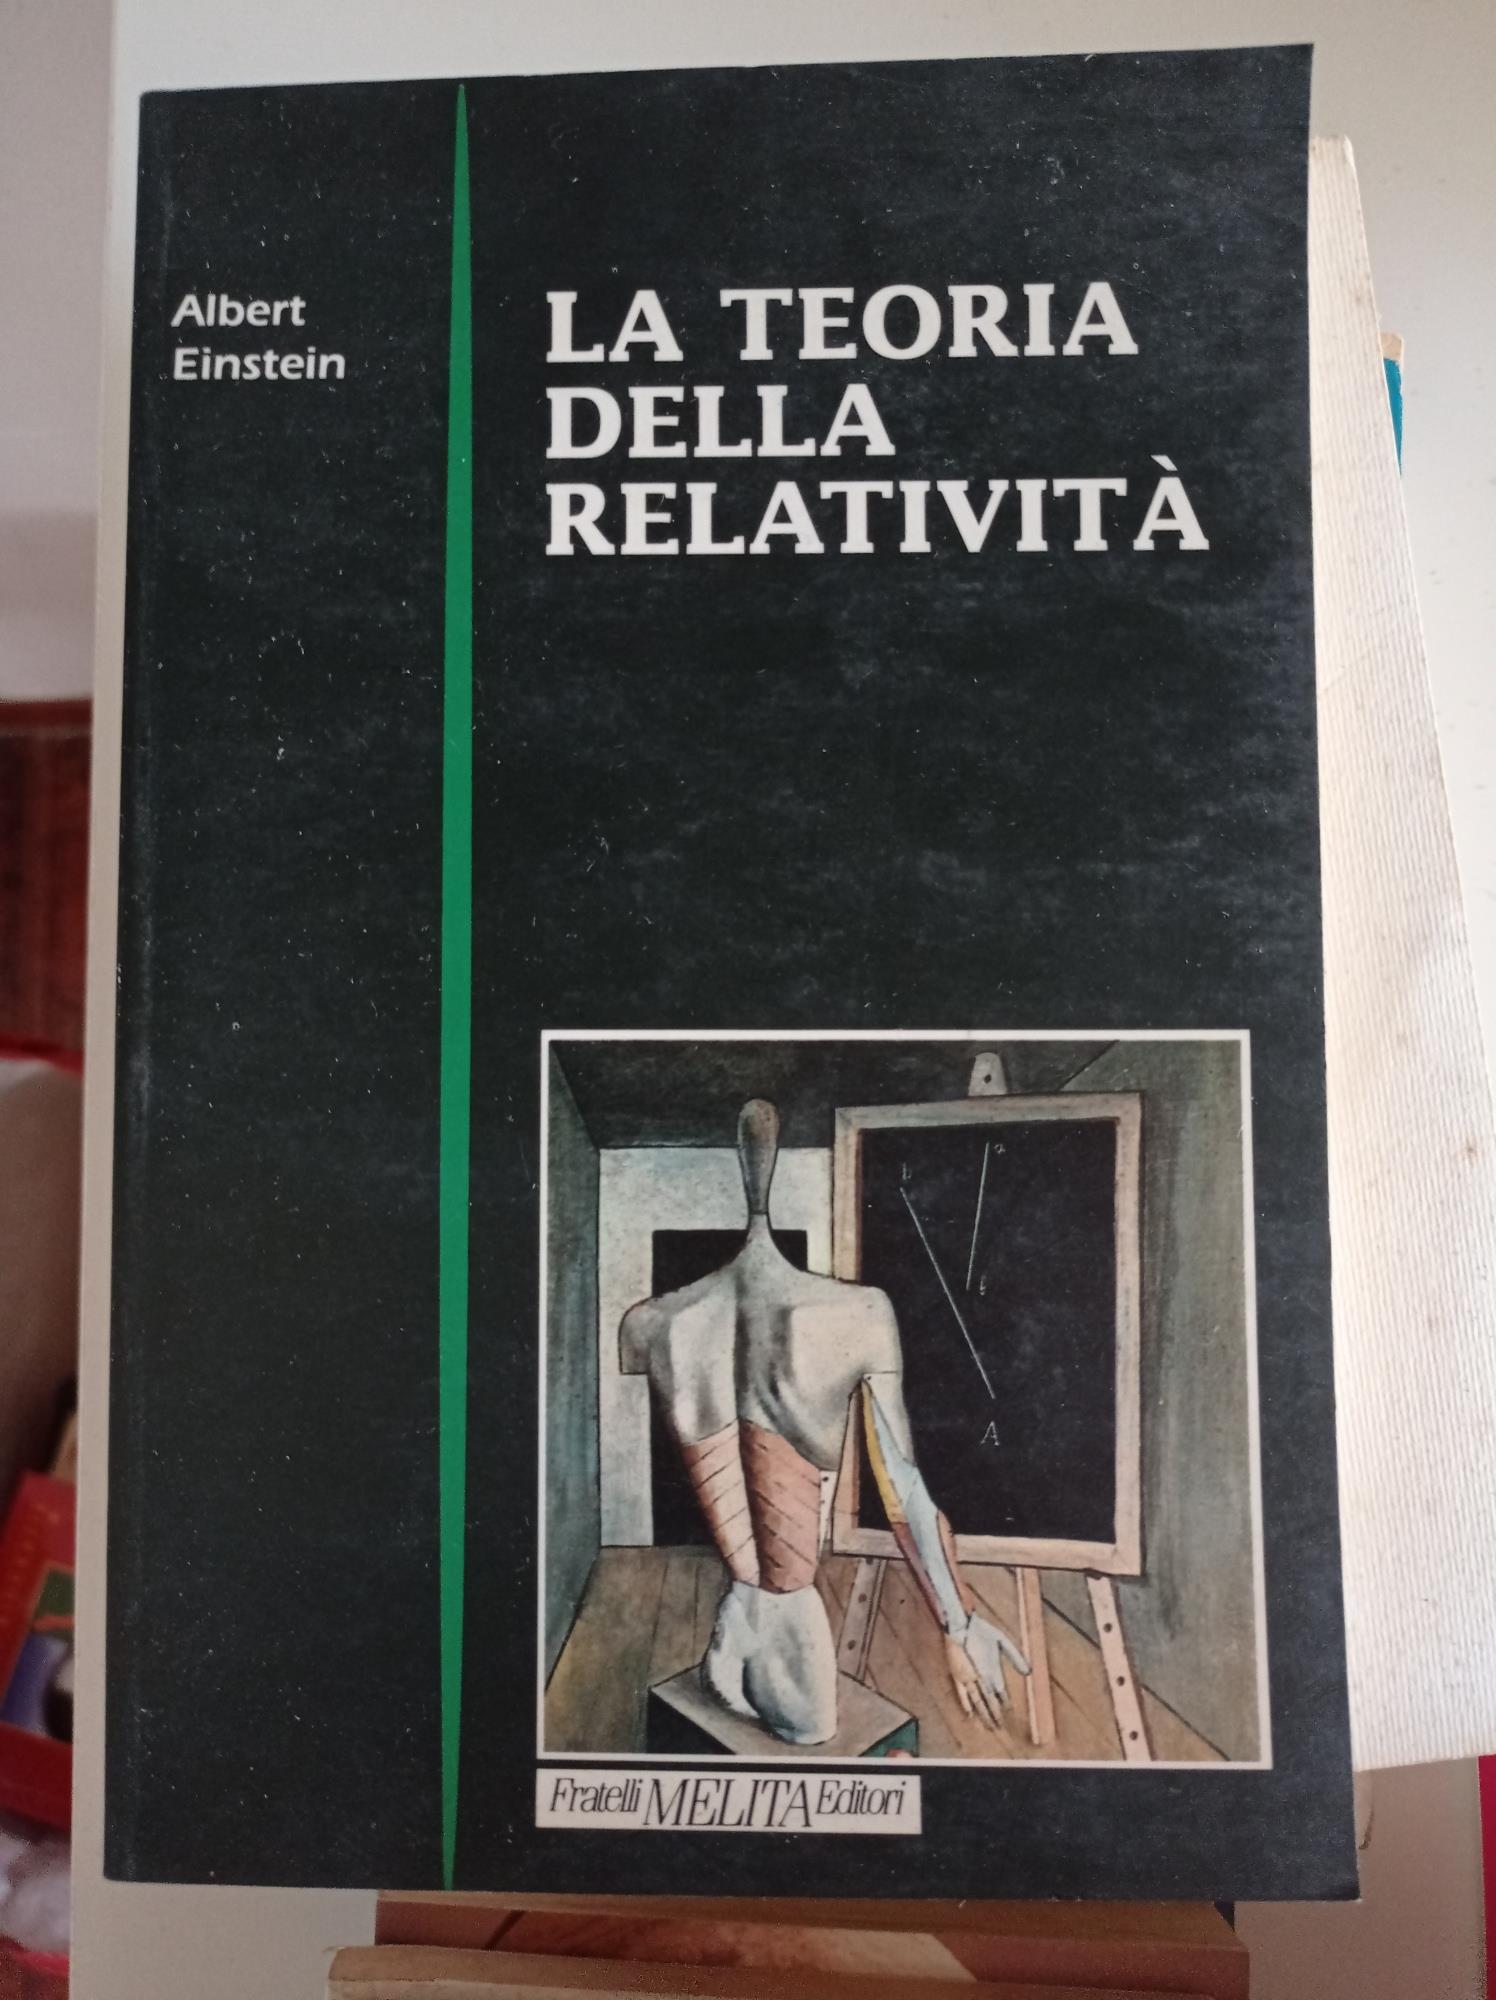 Albert
Einstein
LA TEORIA
DELLA
RELATIVITÀ
b
a
A
Fratelli MELITA Editori